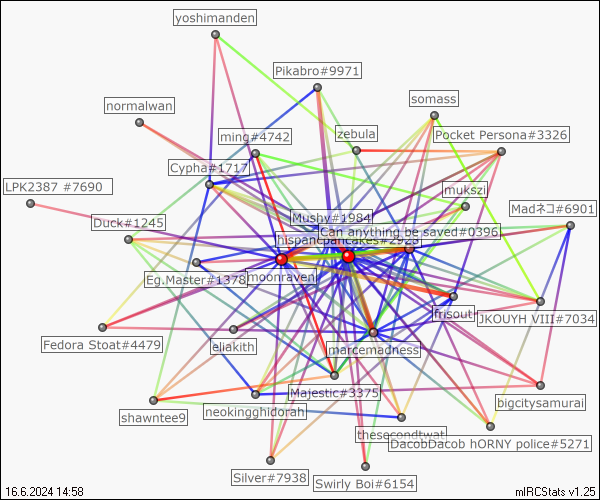 yoshimanden
Pikabro#9971
somass
normalwan
ming#4742
zebula
Pocket Persona#3326
Cypha#1717
LPK2387 #7690
mukszi
Madネコ#6901
Mushy#1984
Duck#1245
Can anything be saved#0396
hispancpancakes#2923
Eg.Master#1378
moonraveni
frisout
JKOUYH VIII#7034
Fedora Stoat#4479
eliakith
marcemadness
Majestic#3375
bigcitysamurai
shawntee9
neokingghidorah
thesecondtwat
DacobDacob hORNY police#5271
Silver#7938
Swirly Boi#6154
16.6.2024 14:58
mIRCStats v1.25